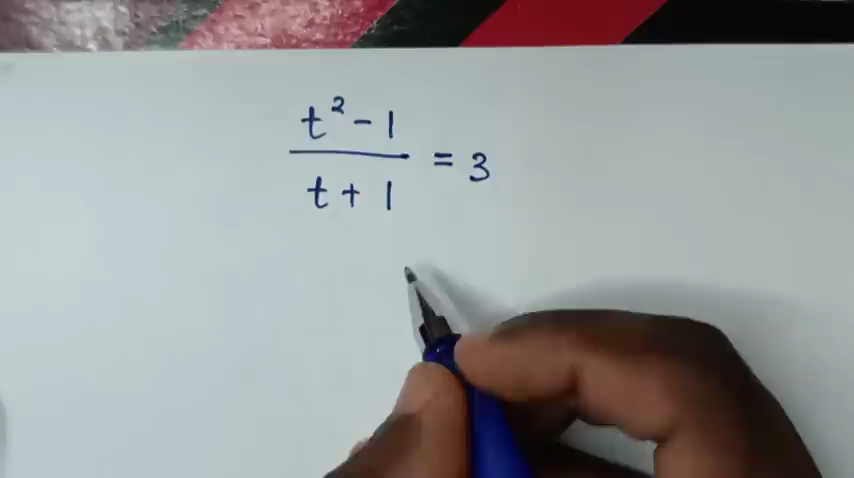 t² - 1
t + 1
= 3